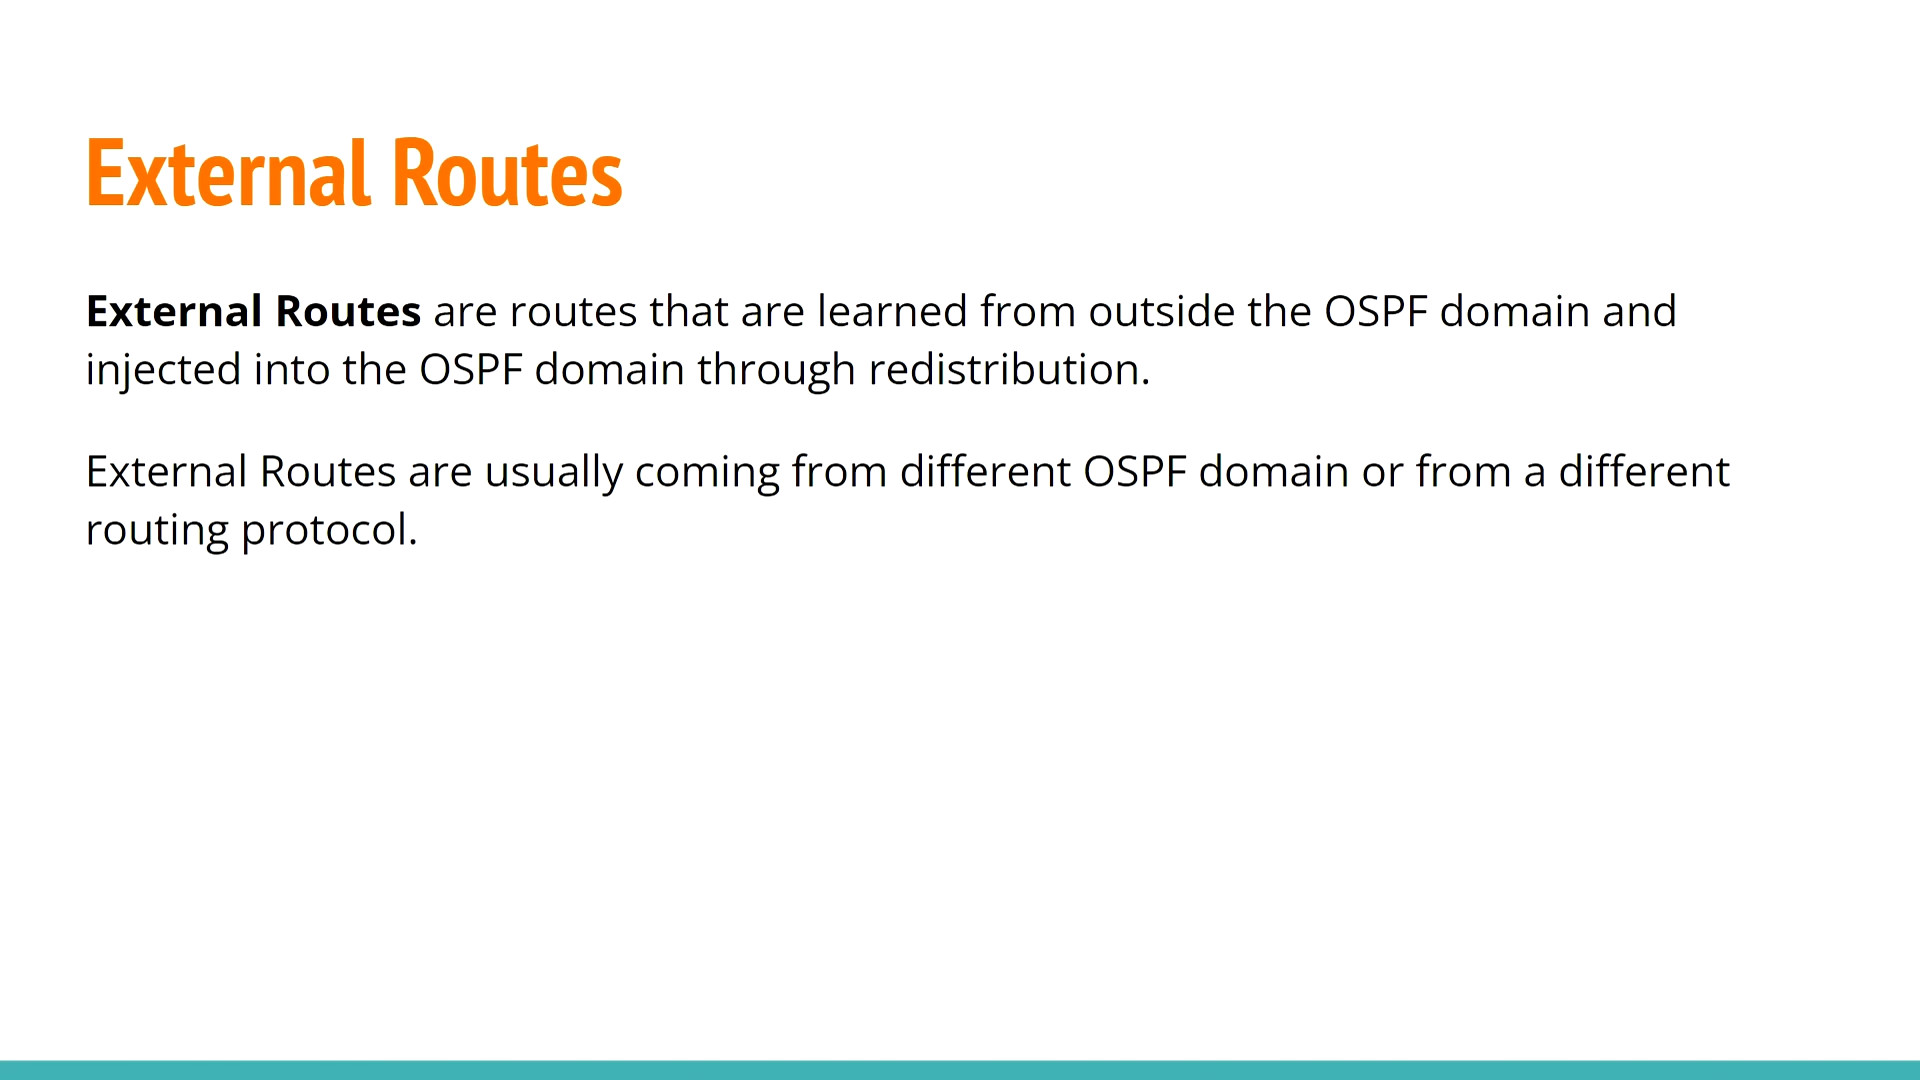 External Routes
External Routes are routes that are learned from outside the OSPF domain and
injected into the OSPF domain through redistribution.
External Routes are usually coming from different OSPF domain or from a different
routing protocol.